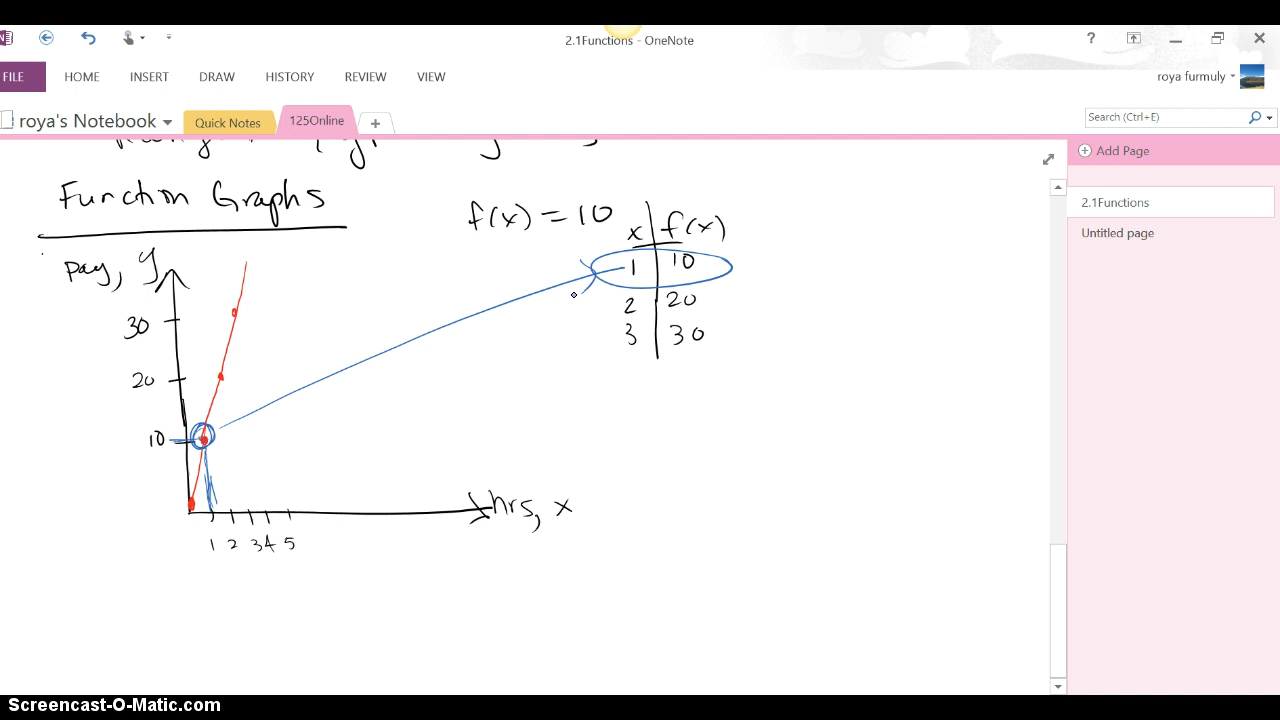 2.1Functions - OneNote
?
FILE HOME INSERT DRAW HISTORY REVIEW VIEW
roya furmuly
roya's Notebook Quick Notes 125Online +
Search (Ctrl+E)
Add Page
2.1Functions
Untitled page
Function Graphs
f(x) = 10
x f(x)
1 10
2 20
3 30
pay, y
30
20
10
hrs, x
1 2 3 4 5
Screencast-O-Matic.com